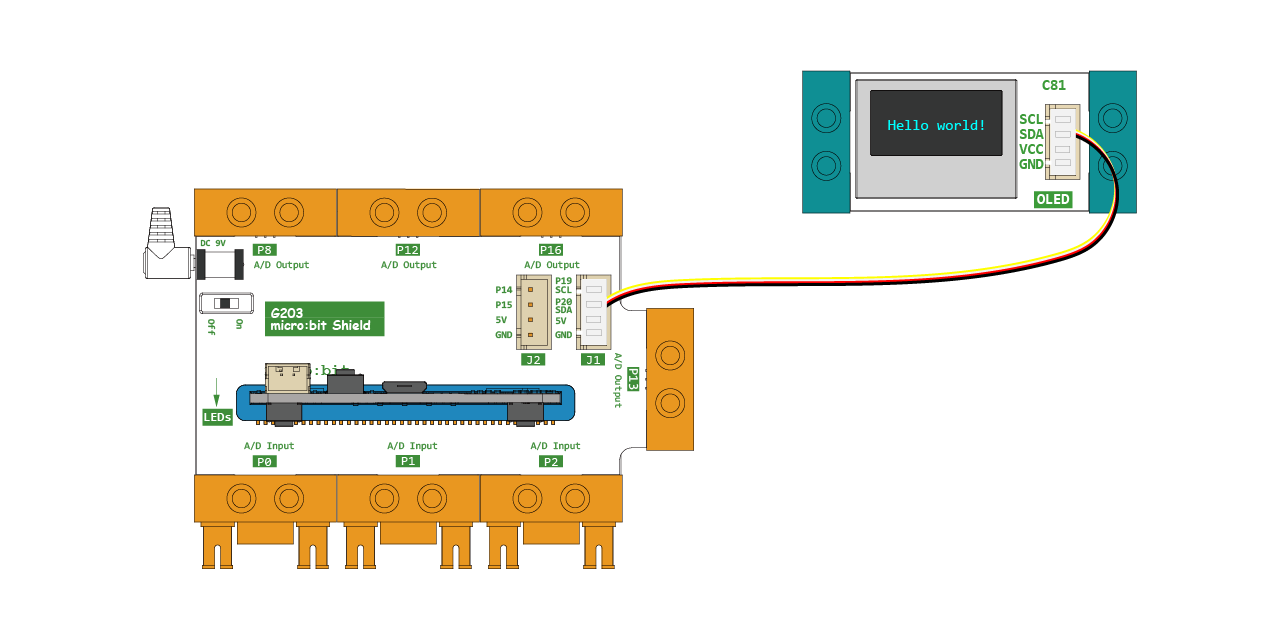 C81
Hello world!
SCL
SDA
VCC
GND
OLED
DC 9V
P8
A/D Output
P12
A/D Output
P16
A/D Output
Off
On
G203
micro:bit Shield
P14
P15
5V
GND
J2
P19
SCL
P20
SDA
5V
GND
J1
A/D Output
P13
:bit
LEDs
A/D Input
P0
A/D Input
P1
A/D Input
P2